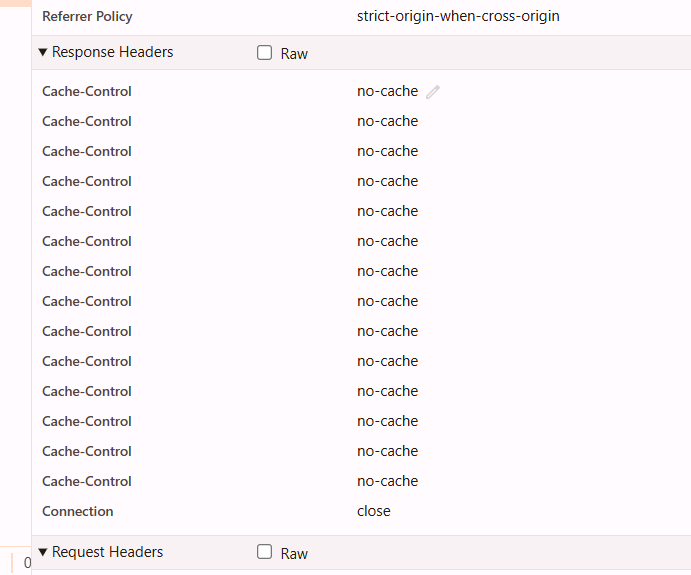 Referrer Policy strict-origin-when-cross-origin
Response Headers Raw
Cache-Control no-cache
Cache-Control no-cache
Cache-Control no-cache
Cache-Control no-cache
Cache-Control no-cache
Cache-Control no-cache
Cache-Control no-cache
Cache-Control no-cache
Cache-Control no-cache
Cache-Control no-cache
Cache-Control no-cache
Cache-Control no-cache
Cache-Control no-cache
Cache-Control no-cache
Connection close
Request Headers Raw
0